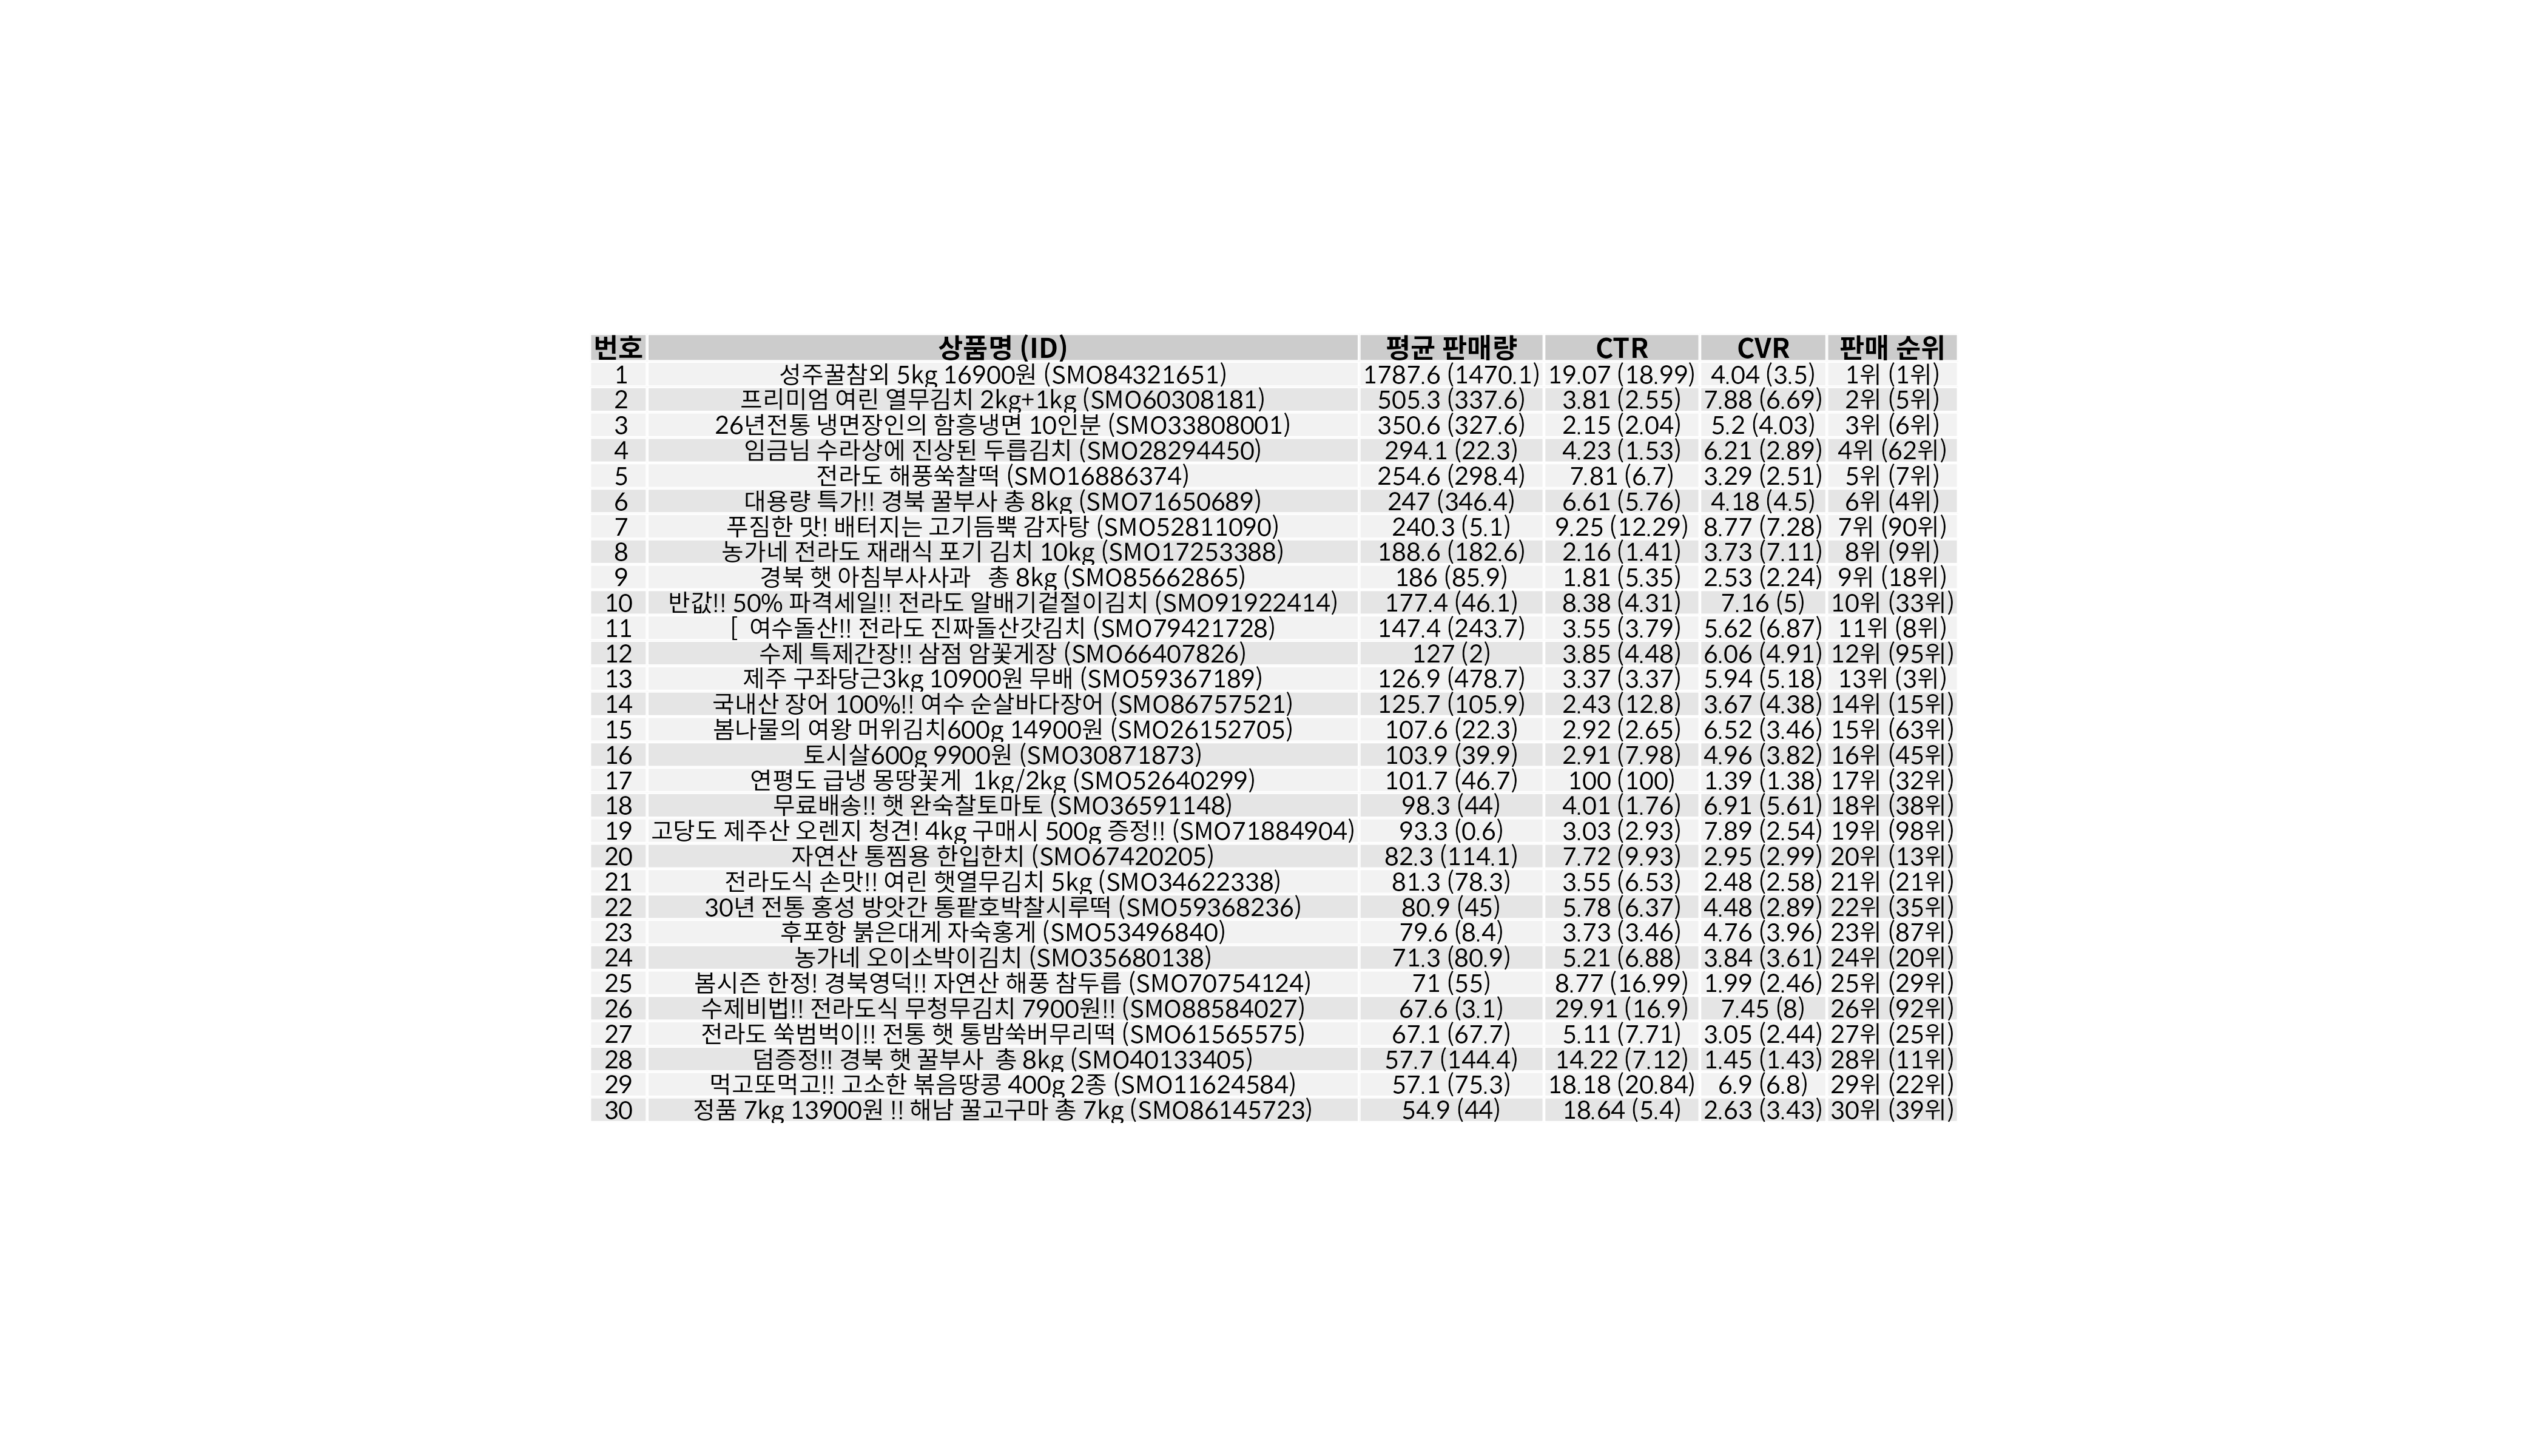 번호 상품명 (ID) 평균 판매량 CTR CVR 판매 순위
1 성주꿀참외 5kg 16900원 (SMO84321651) 1787.6 (1470.1) 19.07 (18.99) 4.04 (3.5) 1위 (1위)
2 프리미엄 여린 열무김치 2kg+1kg (SMO60308181) 505.3 (337.6) 3.81 (2.55) 7.88 (6.69) 2위 (5위)
3 26년전통 냉면장인의 함흥냉면 10인분 (SMO33808001) 350.6 (327.6) 2.15 (2.04) 5.2 (4.03) 3위 (6위)
4 임금님 수라상에 진상된 두릅김치 (SMO28294450) 294.1 (22.3) 4.23 (1.53) 6.21 (2.89) 4위 (62위)
5 전라도 해풍쑥찰떡 (SMO16886374) 254.6 (298.4) 7.81 (6.7) 3.29 (2.51) 5위 (7위)
6 대용량 특가!! 경북 꿀부사 총 8kg (SMO71650689) 247 (346.4) 6.61 (5.76) 4.18 (4.5) 6위 (4위)
7 푸짐한 맛! 배터지는 고기듬뿍 감자탕 (SMO52811090) 240.3 (5.1) 9.25 (12.29) 8.77 (7.28) 7위 (90위)
8 농가네 전라도 재래식 포기 김치 10kg (SMO17253388) 188.6 (182.6) 2.16 (1.41) 3.73 (7.11) 8위 (9위)
9 경북 햇 아침부사사과 총 8kg (SMO85662865) 186 (85.9) 1.81 (5.35) 2.53 (2.24) 9위 (18위)
10 반값!! 50% 파격세일!! 전라도 알배기겉절이김치 (SMO91922414) 177.4 (46.1) 8.38 (4.31) 7.16 (5) 10위 (33위)
11 [ 여수돌산!! 전라도 진짜돌산갓김치 (SMO79421728) 147.4 (243.7) 3.55 (3.79) 5.62 (6.87) 11위 (8위)
12 수제 특제간장!! 삼점 암꽃게장 (SMO66407826) 127 (2) 3.85 (4.48) 6.06 (4.91) 12위 (95위)
13 제주 구좌당근3kg 10900원 무배 (SMO59367189) 126.9 (478.7) 3.37 (3.37) 5.94 (5.18) 13위 (3위)
14 국내산 장어 100%!! 여수 순살바다장어 (SMO86757521) 125.7 (105.9) 2.43 (12.8) 3.67 (4.38) 14위 (15위)
15 봄나물의 여왕 머위김치600g 14900원 (SMO26152705) 107.6 (22.3) 2.92 (2.65) 6.52 (3.46) 15위 (63위)
16 토시살600g 9900원 (SMO30871873) 103.9 (39.9) 2.91 (7.98) 4.96 (3.82) 16위 (45위)
17 연평도 급냉 몽땅꽃게 1kg/2kg (SMO52640299) 101.7 (46.7) 100 (100) 1.39 (1.38) 17위 (32위)
18 무료배송!! 햇 완숙찰토마토 (SMO36591148) 98.3 (44) 4.01 (1.76) 6.91 (5.61) 18위 (38위)
19 고당도 제주산 오렌지 청견! 4kg 구매시 500g 증정!! (SMO71884904) 93.3 (0.6) 3.03 (2.93) 7.89 (2.54) 19위 (98위)
20 자연산 통찜용 한입한치 (SMO67420205) 82.3 (114.1) 7.72 (9.93) 2.95 (2.99) 20위 (13위)
21 전라도식 손맛!! 여린 햇열무김치 5kg (SMO34622338) 81.3 (78.3) 3.55 (6.53) 2.48 (2.58) 21위 (21위)
22 30년 전통 홍성 방앗간 통팥호박찰시루떡 (SMO59368236) 80.9 (45) 5.78 (6.37) 4.48 (2.89) 22위 (35위)
23 후포항 붉은대게 자숙홍게 (SMO53496840) 79.6 (8.4) 3.73 (3.46) 4.76 (3.96) 23위 (87위)
24 농가네 오이소박이김치 (SMO35680138) 71.3 (80.9) 5.21 (6.88) 3.84 (3.61) 24위 (20위)
25 봄시즌 한정! 경북영덕!! 자연산 해풍 참두릅 (SMO70754124) 71 (55) 8.77 (16.99) 1.99 (2.46) 25위 (29위)
26 수제비법!! 전라도식 무청무김치 7900원!! (SMO88584027) 67.6 (3.1) 29.91 (16.9) 7.45 (8) 26위 (92위)
27 전라도 쑥범벅이!! 전통 햇 통밤쑥버무리떡 (SMO61565575) 67.1 (67.7) 5.11 (7.71) 3.05 (2.44) 27위 (25위)
28 덤증정!! 경북 햇 꿀부사 총 8kg (SMO40133405) 57.7 (144.4) 14.22 (7.12) 1.45 (1.43) 28위 (11위)
29 먹고또먹고!! 고소한 볶음땅콩 400g 2종 (SMO11624584) 57.1 (75.3) 18.18 (20.84) 6.9 (6.8) 29위 (22위)
30 정품 7kg 13900원 !! 해남 꿀고구마 총 7kg (SMO86145723) 54.9 (44) 18.64 (5.4) 2.63 (3.43) 30위 (39위)